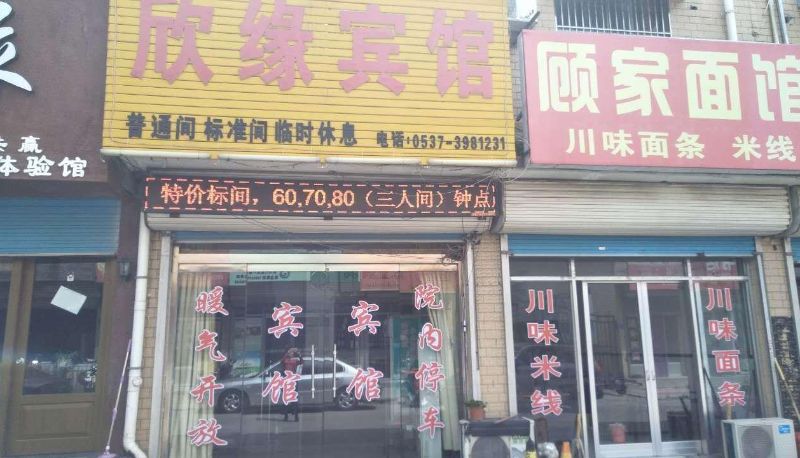 欣缘宾馆
普通间 标准间 临时休息 电话:0537-3981231
特价标间，60,70,80（三人间）钟点
暖气开放
宾馆
宾馆
院内停车
顾家面馆
川味面条 米线
川味米线
川味面条
赢
体验馆